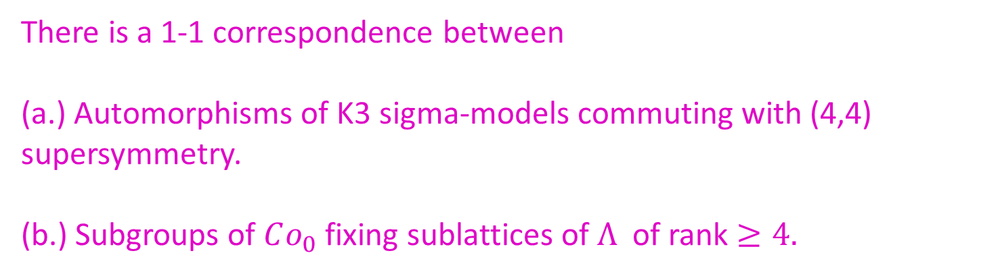 There is a 1-1 correspondence between
(a.) Automorphisms of K3 sigma-models commuting with (4,4)
supersymmetry.
(b.) Subgroups of 𝐶𝑜₀ fixing sublattices of Λ of rank ≥ 4.